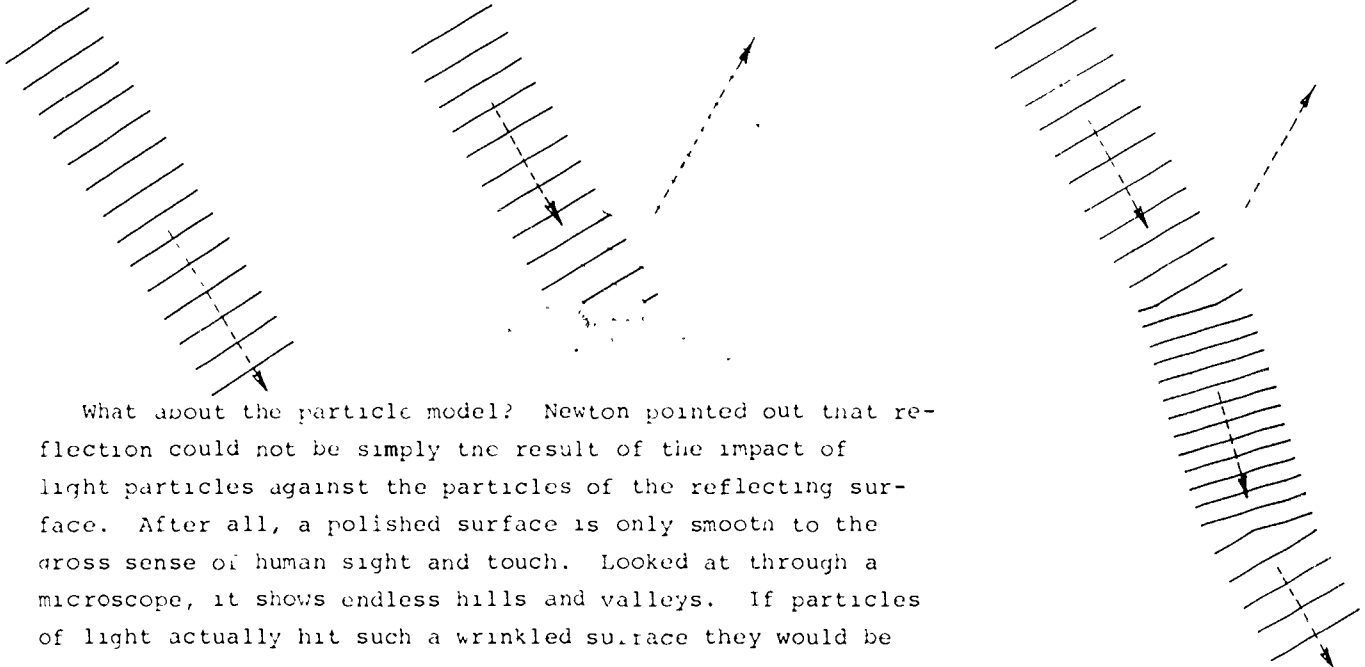 What about the particle model? Newton pointed out that re-
flection could not be simply the result of the impact of
light particles against the particles of the reflecting sur-
face. After all, a polished surface is only smooth to the
gross sense of human sight and touch. Looked at through a
microscope, it shows endless hills and valleys. If particles
of light actually hit such a wrinkled surface they would be